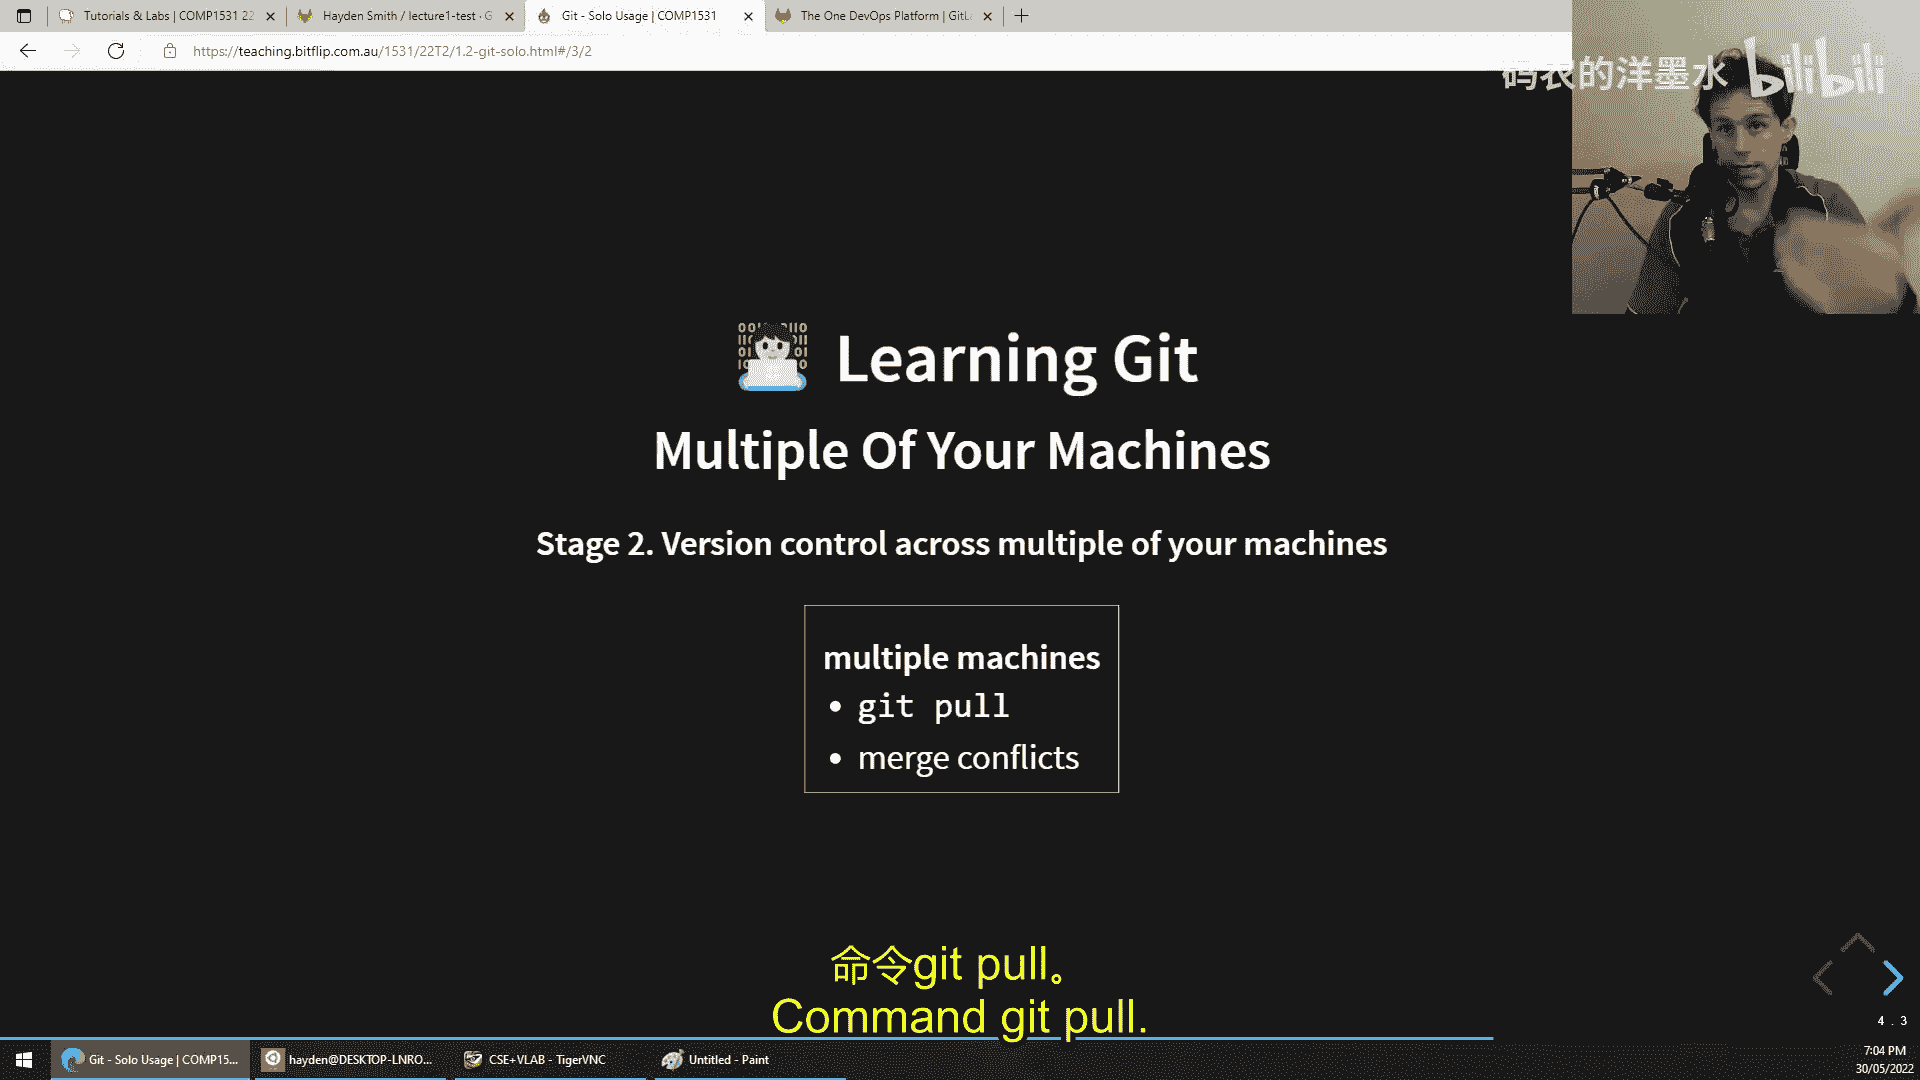 Tutorials & Labs | COMP1531 22
Hayden Smith / lecture1-test · G
Git - Solo Usage | COMP1531
The One DevOps Platform | GitL
https://teaching.bitflip.com.au/1531/22T2/1.2-git-solo.html#/3/2
码农的洋墨水 bilibili
Learning Git
Multiple Of Your Machines
Stage 2. Version control across multiple of your machines
multiple machines
• git pull
• merge conflicts
命令git pull。
Command git pull.
4 . 3
Git - Solo Usage | COMP15...
hayden@DESKTOP-LNRO...
CSE+VLAB - TigerVNC
Untitled - Paint
7:04 PM
30/05/2022